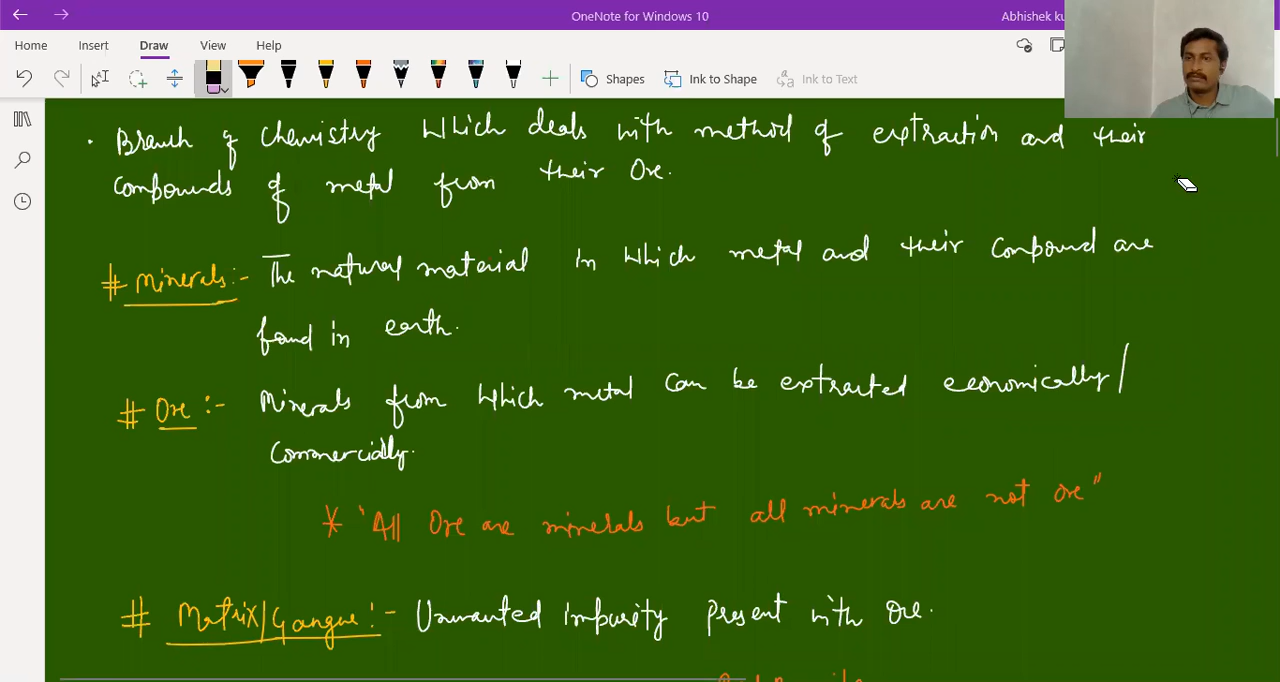 OneNote for Windows 10
Abhishek ku
Home Insert Draw View Help
Shapes Ink to Shape Ink to Text
· Branch of Chemistry Which deals with method of extraction and their
Compounds of metal from their Ore.
# Minerals:- The natural material in which metal and their Compound are
found in earth.
# Ore :- Minerals from which metal Can be extracted economically/
Commercially.
* "All Ore are minerals but all minerals are not Ore"
# Matrix/Gangue:- Unwanted impurity present with Ore.